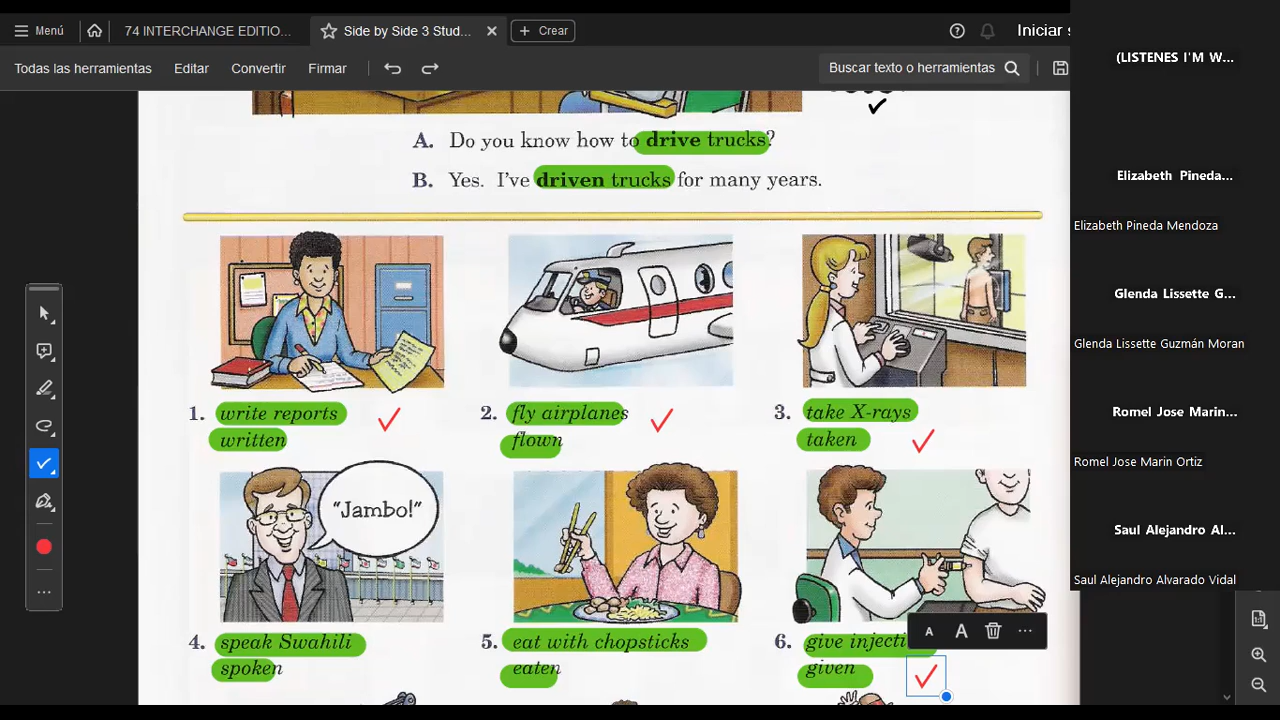 Menú
74 INTERCHANGE EDITIO...
Side by Side 3 Stud...
Crear
Iniciar s
(LISTENES I'M W...
Todas las herramientas
Editar
Convertir
Firmar
Buscar texto o herramientas
A. Do you know how to drive trucks?
B. Yes. I've driven trucks for many years.
Elizabeth Pineda...
Elizabeth Pineda Mendoza
Glenda Lissette G...
Glenda Lissette Guzmán Moran
Romel Jose Marin...
Romel Jose Marin Ortiz
Saul Alejandro Al...
Saul Alejandro Alvarado Vidal
1. write reports
written
2. fly airplanes
flown
3. take X-rays
taken
"Jambo!"
4. speak Swahili
spoken
5. eat with chopsticks
eaten
6. give injecti
given
A
A